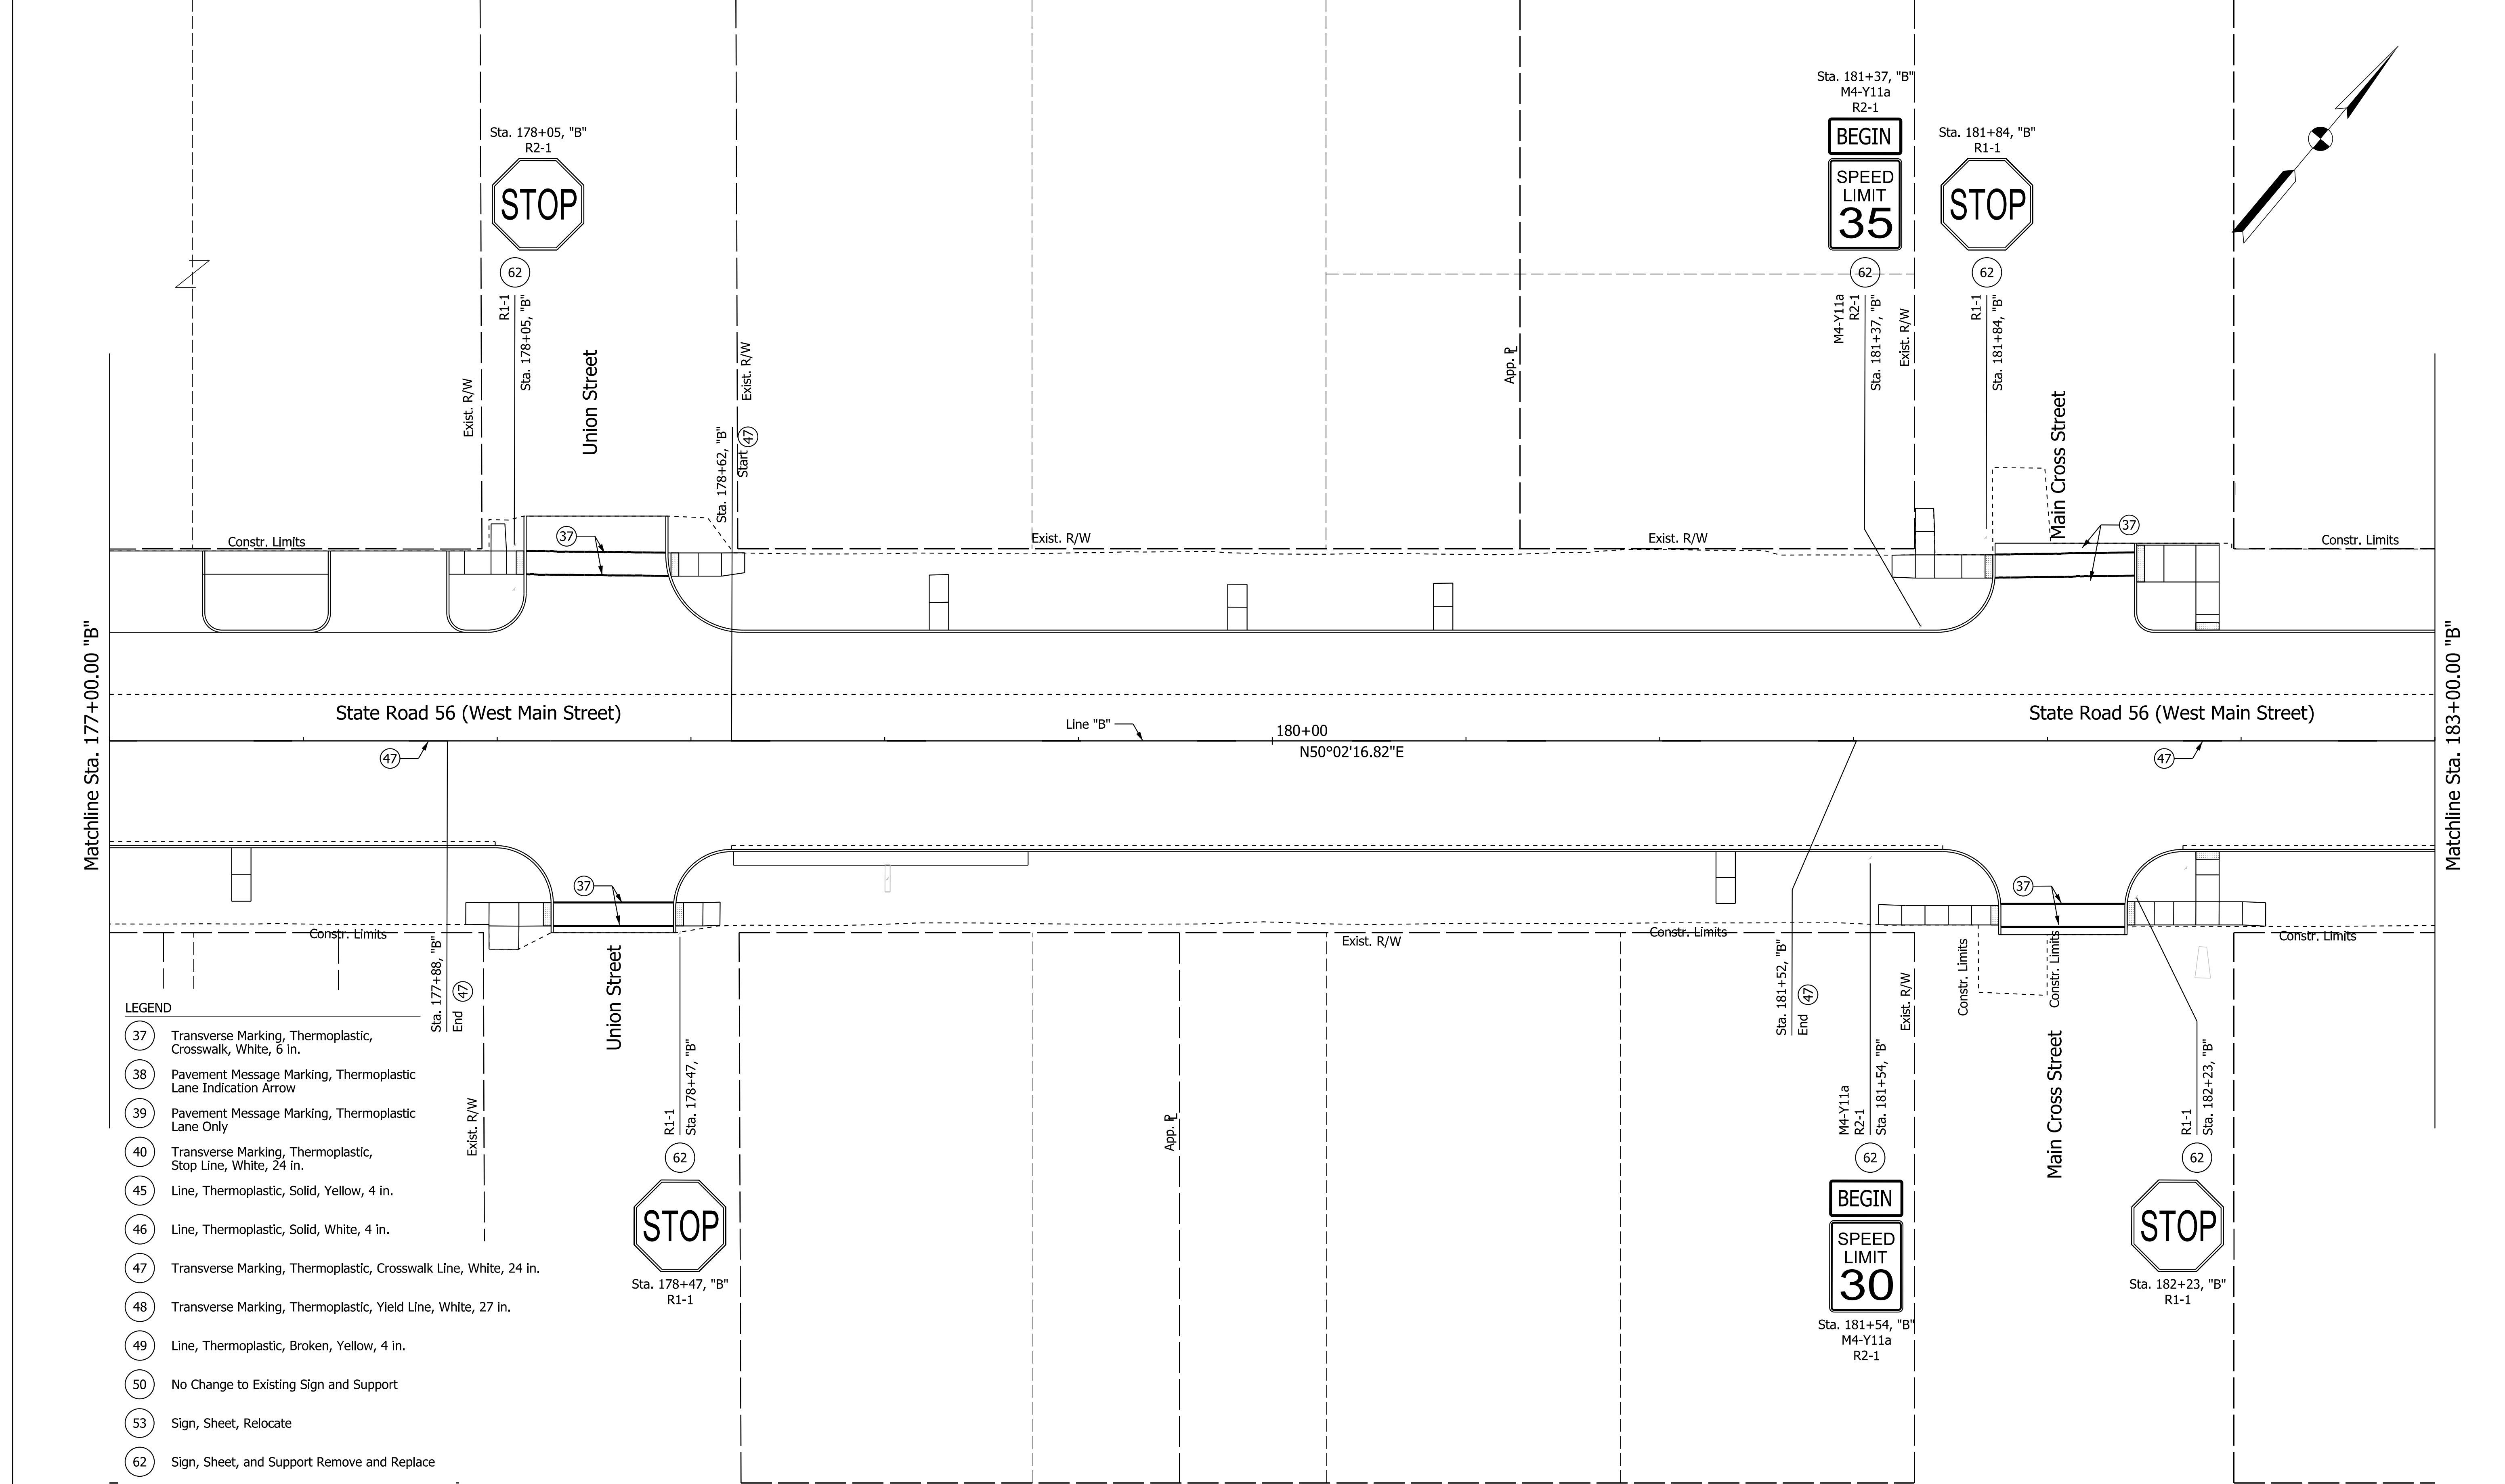 Sta. 178+05, "B"
R2-1
STOP
62
R1-1
Sta. 178+05, "B"
Union Street
Exist. R/W
Exist. R/W
Sta. 178+62, "B"
Start 47
App. PL
Sta. 181+37, "B"
M4-Y11a
R2-1
BEGIN
SPEED
LIMIT
35
62
M4-Y11a
R2-1
Sta. 181+37, "B"
Exist. R/W
Sta. 181+84, "B"
R1-1
STOP
62
R1-1
Sta. 181+84, "B"
Main Cross Street
Constr. Limits
37
Exist. R/W
Exist. R/W
37
Constr. Limits
Matchline Sta. 177+00.00 "B"
State Road 56 (West Main Street)
Line "B"
180+00
N50°02'16.82"E
State Road 56 (West Main Street)
Matchline Sta. 183+00.00 "B"
47
47
37
37
Constr. Limits
Exist. R/W
Constr. Limits
Constr. Limits
Sta. 177+88, "B"
End 47
Exist. R/W
Union Street
R1-1
Sta. 178+47, "B"
62
STOP
Sta. 178+47, "B"
R1-1
App. PL
Sta. 181+52, "B"
End 47
M4-Y11a
R2-1
Sta. 181+54, "B"
Exist. R/W
62
BEGIN
SPEED
LIMIT
30
Sta. 181+54, "B"
M4-Y11a
R2-1
Constr. Limits
Constr. Limits
Main Cross Street
R1-1
Sta. 182+23, "B"
62
STOP
Sta. 182+23, "B"
R1-1
LEGEND
37 Transverse Marking, Thermoplastic,
Crosswalk, White, 6 in.
38 Pavement Message Marking, Thermoplastic
Lane Indication Arrow
39 Pavement Message Marking, Thermoplastic
Lane Only
40 Transverse Marking, Thermoplastic,
Stop Line, White, 24 in.
45 Line, Thermoplastic, Solid, Yellow, 4 in.
46 Line, Thermoplastic, Solid, White, 4 in.
47 Transverse Marking, Thermoplastic, Crosswalk Line, White, 24 in.
48 Transverse Marking, Thermoplastic, Yield Line, White, 27 in.
49 Line, Thermoplastic, Broken, Yellow, 4 in.
50 No Change to Existing Sign and Support
53 Sign, Sheet, Relocate
62 Sign, Sheet, and Support Remove and Replace